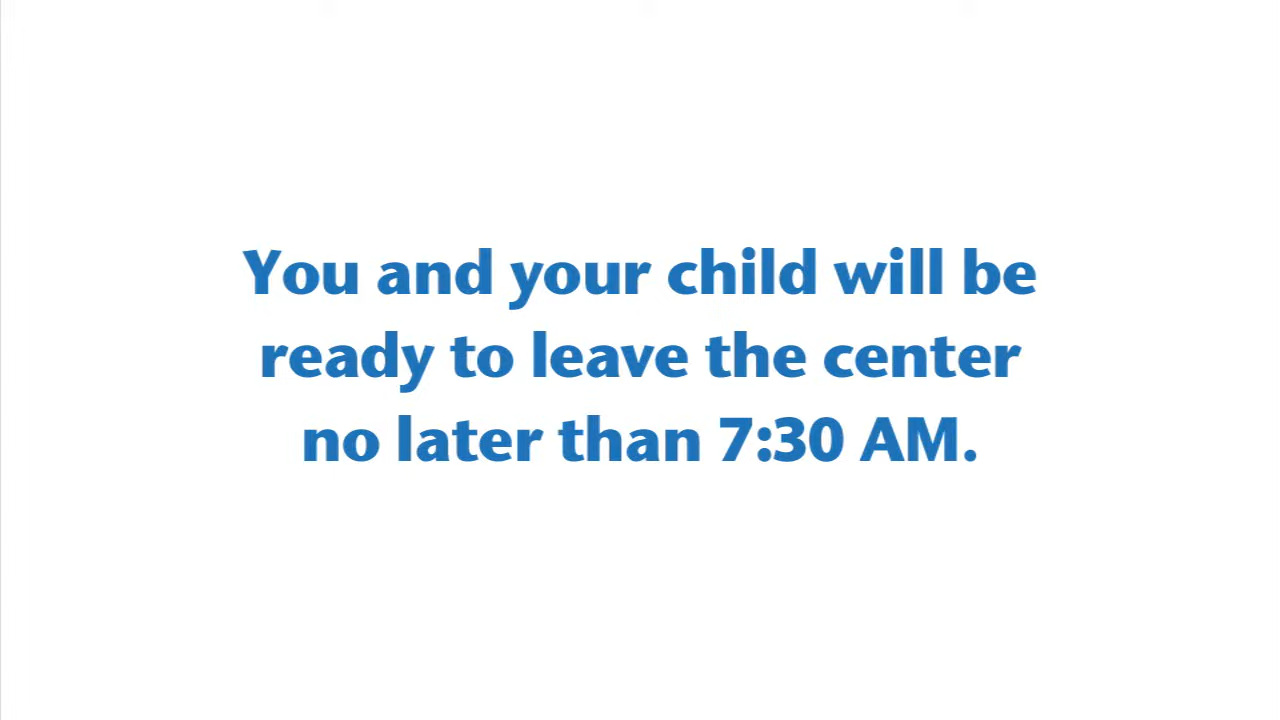 You and your child will be
ready to leave the center
no later than 7:30 AM.